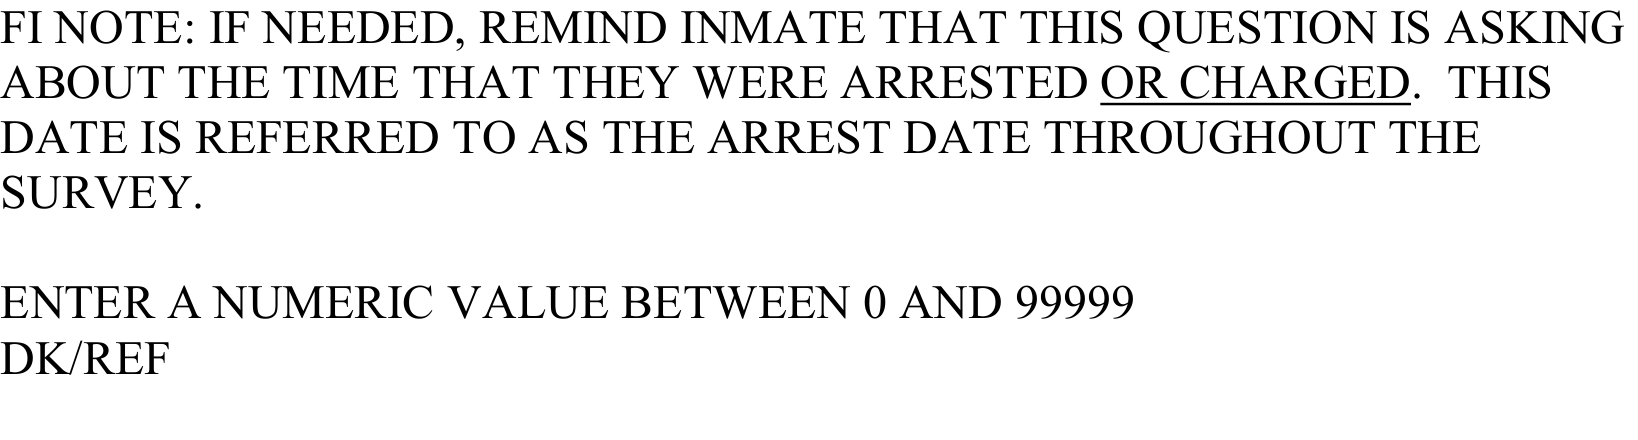 FI NOTE: IF NEEDED, REMIND INMATE THAT THIS QUESTION IS ASKING
ABOUT THE TIME THAT THEY WERE ARRESTED OR CHARGED.  THIS
DATE IS REFERRED TO AS THE ARREST DATE THROUGHOUT THE
SURVEY.
ENTER A NUMERIC VALUE BETWEEN 0 AND 99999
DK/REF